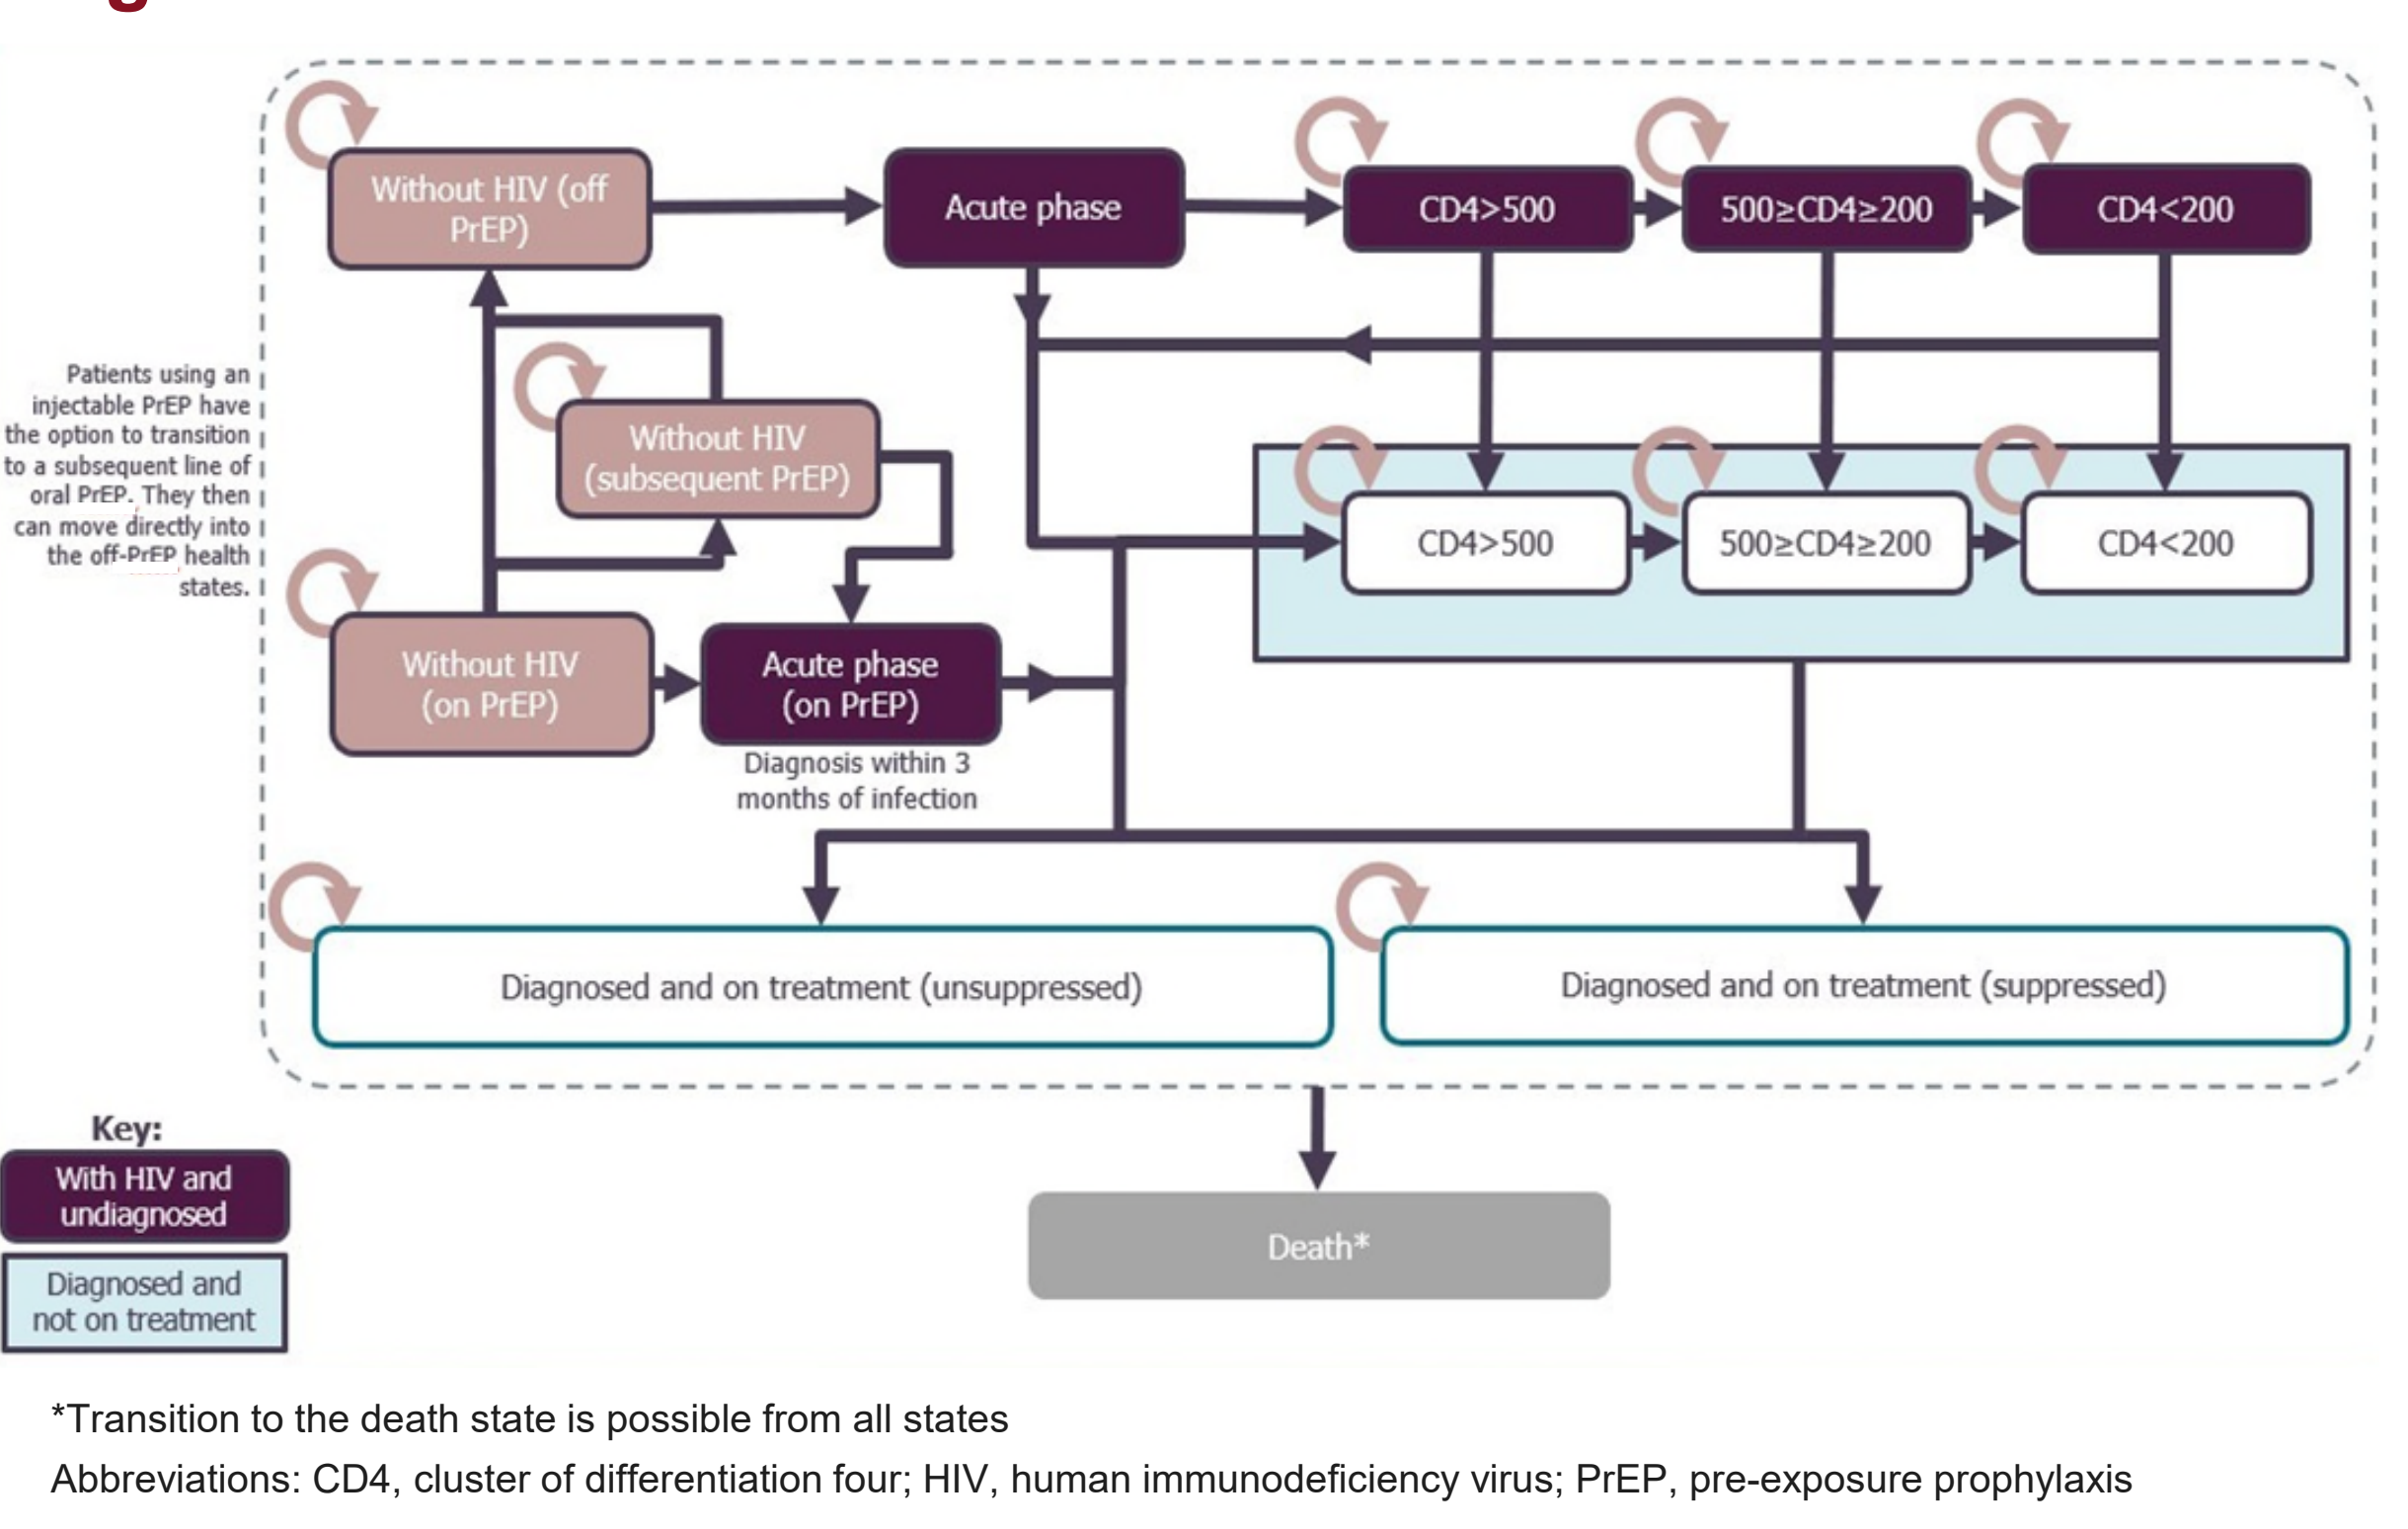 Without HIV (off
PrEP)
Acute phase
CD4>500
500≥CD4≥200
CD4<200
Patients using an
injectable PrEP have
the option to transition
to a subsequent line of
oral PrEP. They then
can move directly into
the off-PrEP health
states.
Without HIV
(subsequent PrEP)
CD4>500
500≥CD4≥200
CD4<200
Without HIV
(on PrEP)
Acute phase
(on PrEP)
Diagnosis within 3
months of infection
Diagnosed and on treatment (unsuppressed)
Diagnosed and on treatment (suppressed)
Key:
With HIV and
undiagnosed
Diagnosed and
not on treatment
Death*
*Transition to the death state is possible from all states
Abbreviations: CD4, cluster of differentiation four; HIV, human immunodeficiency virus; PrEP, pre-exposure prophylaxis